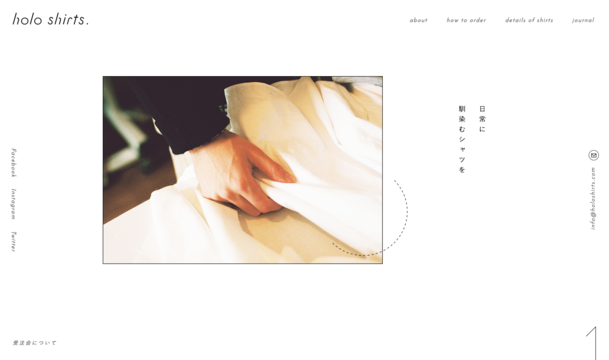 holo shirts.
about
how to order
details of shirts
journal
日常に
馴染むシャツを
Facebook
Instagram
Twitter
info@holoshirts.com
受注会について
1